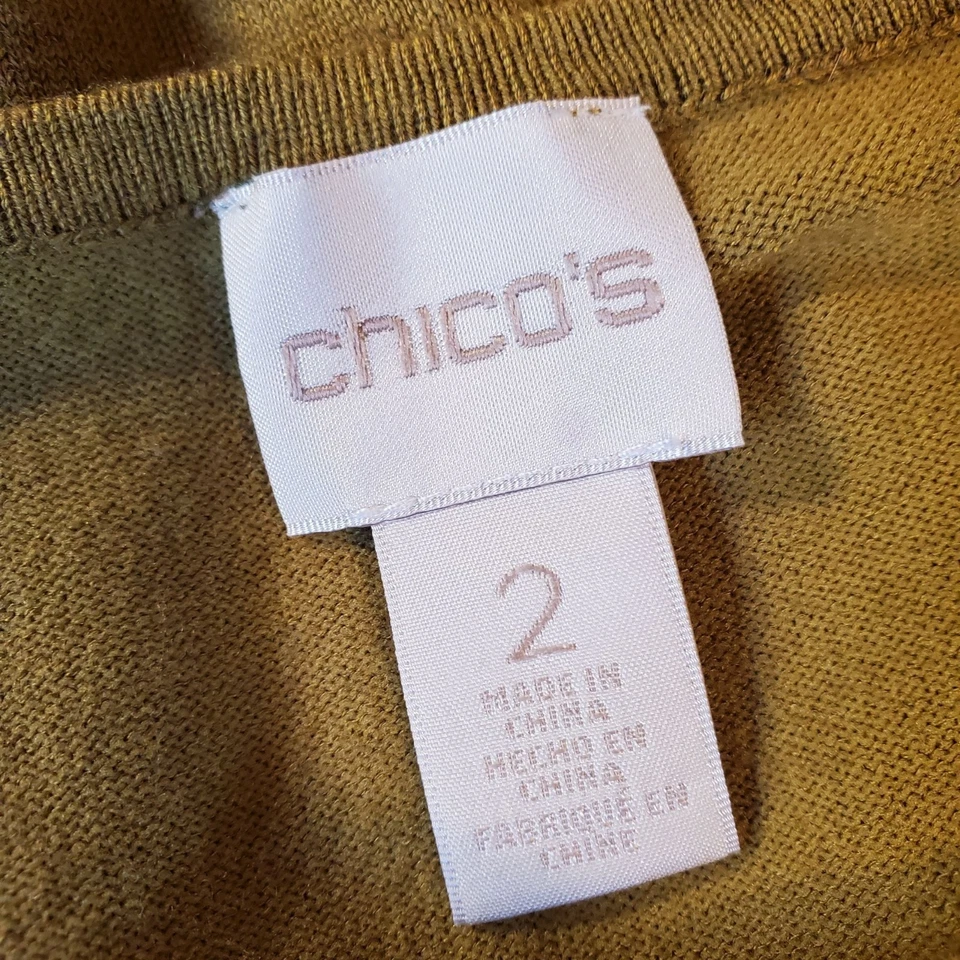 chico's
2
MADE IN
CHINA
HECHO EN
CHINA
FABRIQUÉ EN
CHINE